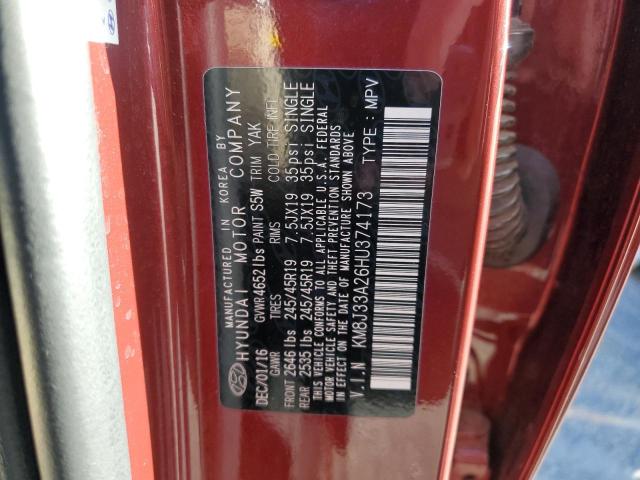 MANUFACTURED IN KOREA BY
HYUNDAI MOTOR COMPANY
DEC/01/16 GVWR4652lbs PAINT S5W TRIM YAK
GAWR TIRES RIMS COLD TIRE INFL
FRONT 2646 lbs 245/45R19 7.5JX19 35psi SINGLE
REAR 2535 lbs 245/45R19 7.5JX19 35psi SINGLE
THIS VEHICLE CONFORMS TO ALL APPLICABLE U.S.A. FEDERAL
MOTOR VEHICLE SAFETY AND BUMPER AND THEFT PREVENTION STANDARDS
IN EFFECT ON THE DATE OF MANUFACTURE SHOWN ABOVE
V.I.N KM8J33A26HU374173 TYPE : MPV